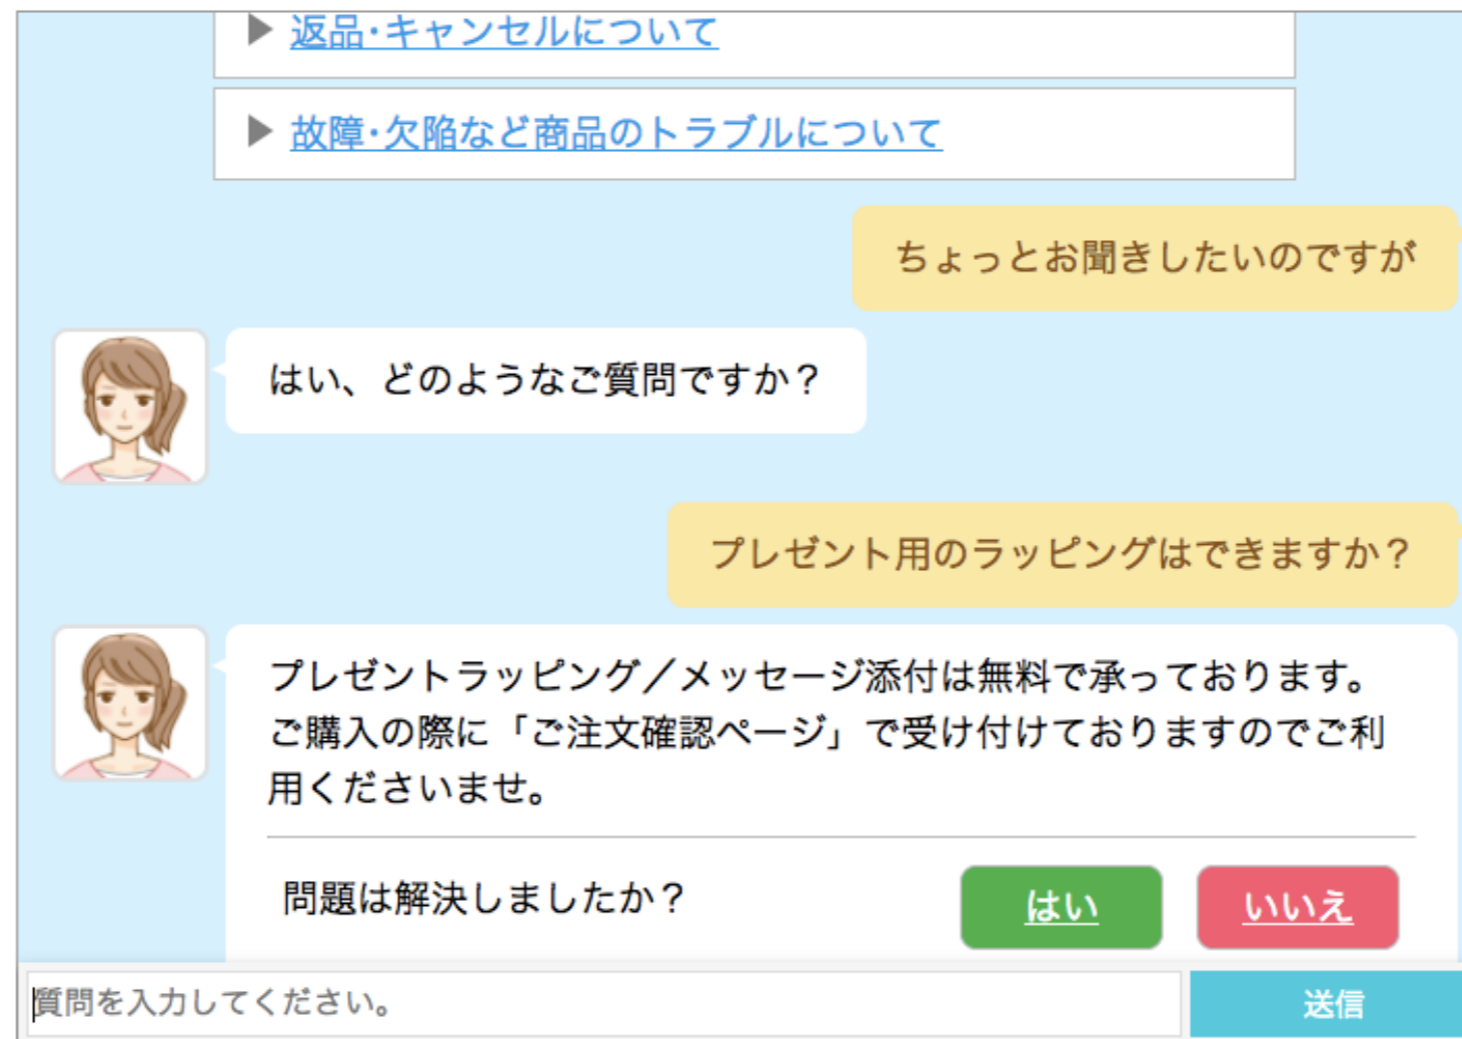 返品･キャンセルについて
故障･欠陥など商品のトラブルについて
ちょっとお聞きしたいのですが
はい、どのようなご質問ですか？
プレゼント用のラッピングはできますか？
プレゼントラッピング／メッセージ添付は無料で承っております。
ご購入の際に「ご注文確認ページ」で受け付けておりますのでご利
用くださいませ。
問題は解決しましたか？
はい
いいえ
質問を入力してください。
送信